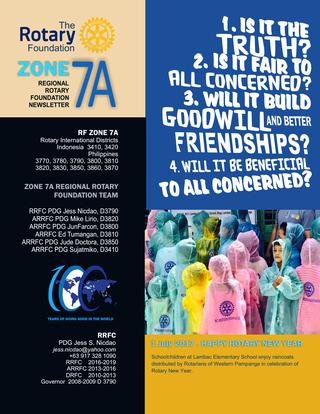 The
Rotary
Foundation
ZONE 7A
REGIONAL
ROTARY
FOUNDATION
NEWSLETTER
RF ZONE 7A
Rotary International Districts
Indonesia 3410, 3420
Philippines
3770, 3780, 3790, 3800, 3810
3820, 3830, 3850, 3860, 3870
ZONE 7A REGIONAL ROTARY
FOUNDATION TEAM
RRFC PDG Jess Nicdao, D3790
ARRFC PDG Mike Lirio, D3820
ARRFC PDG JunFarcon, D3800
ARRFC Ed Tumangan, D3810
ARRFC PDG Jude Doctora, D3850
ARRFC PDG Sujatmiko, D3410
100
YEARS OF DOING GOOD IN THE WORLD
RRFC
PDG Jess S. Nicdao
jess.nicdao@yahoo.com
+63 917 328 1090
RRFC 2016-2019
ARRFC 2013-2016
DRFC 2010-2013
Governor 2008-2009 D 3790
1. IS IT THE
TRUTH?
2. IS IT FAIR TO
ALL CONCERNED?
3. WILL IT BUILD
GOODWILL AND BETTER
FRIENDSHIPS?
4. WILL IT BE BENEFICIAL
TO ALL CONCERNED?
1 July 2017 - HAPPY ROTARY NEW YEAR
Schoolchildren at Lambac Elementary School enjoy raincoats
distributed by Rotarians of Western Pampanga in celebration of
Rotary New Year.